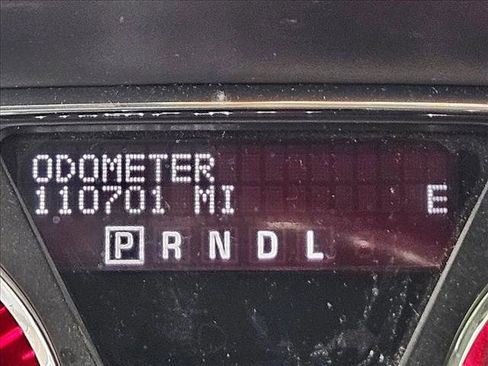 ODOMETER
110701 MI E
P R N D L